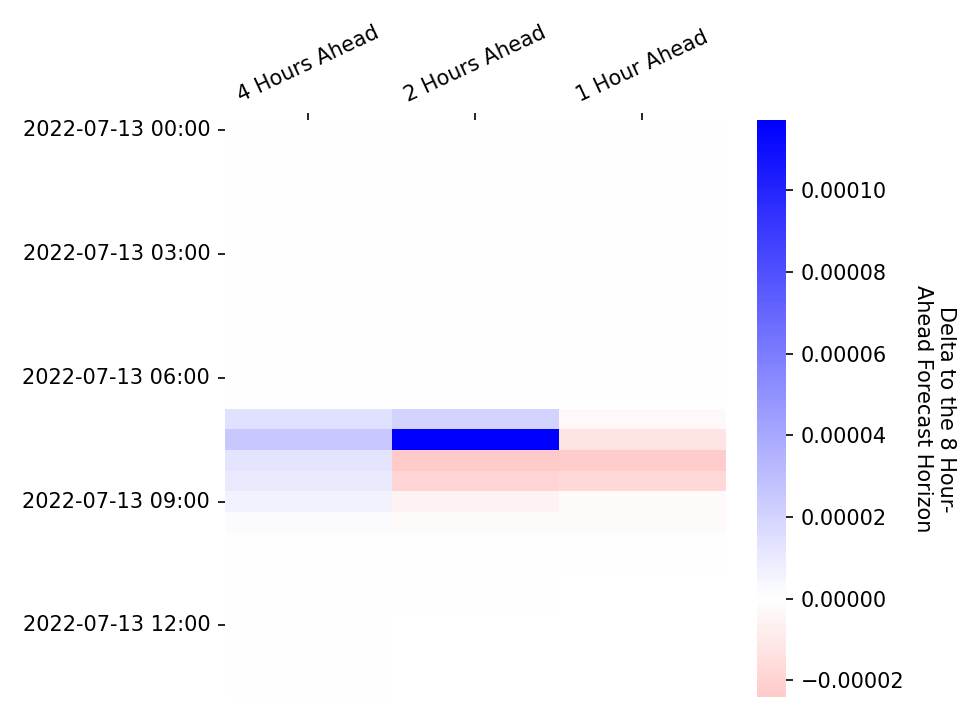 4 Hours Ahead
2 Hours Ahead
1 Hour Ahead
2022-07-13 00:00
2022-07-13 03:00
2022-07-13 06:00
2022-07-13 09:00
2022-07-13 12:00
0.00010
0.00008
0.00006
0.00004
0.00002
0.00000
−0.00002
Delta to the 8 Hour-
Ahead Forecast Horizon